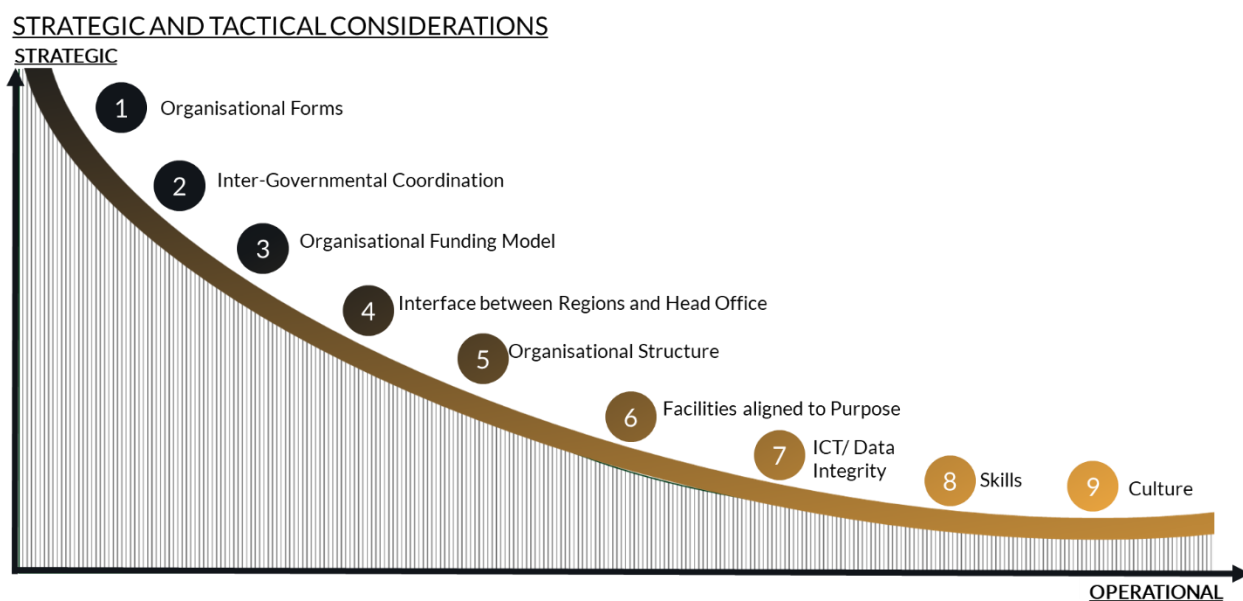 STRATEGIC AND TACTICAL CONSIDERATIONS
STRATEGIC
1 Organisational Forms
2 Inter-Governmental Coordination
3 Organisational Funding Model
4 Interface between Regions and Head Office
5 Organisational Structure
6 Facilities aligned to Purpose
7 ICT/ Data
Integrity
8 Skills
9 Culture
OPERATIONAL